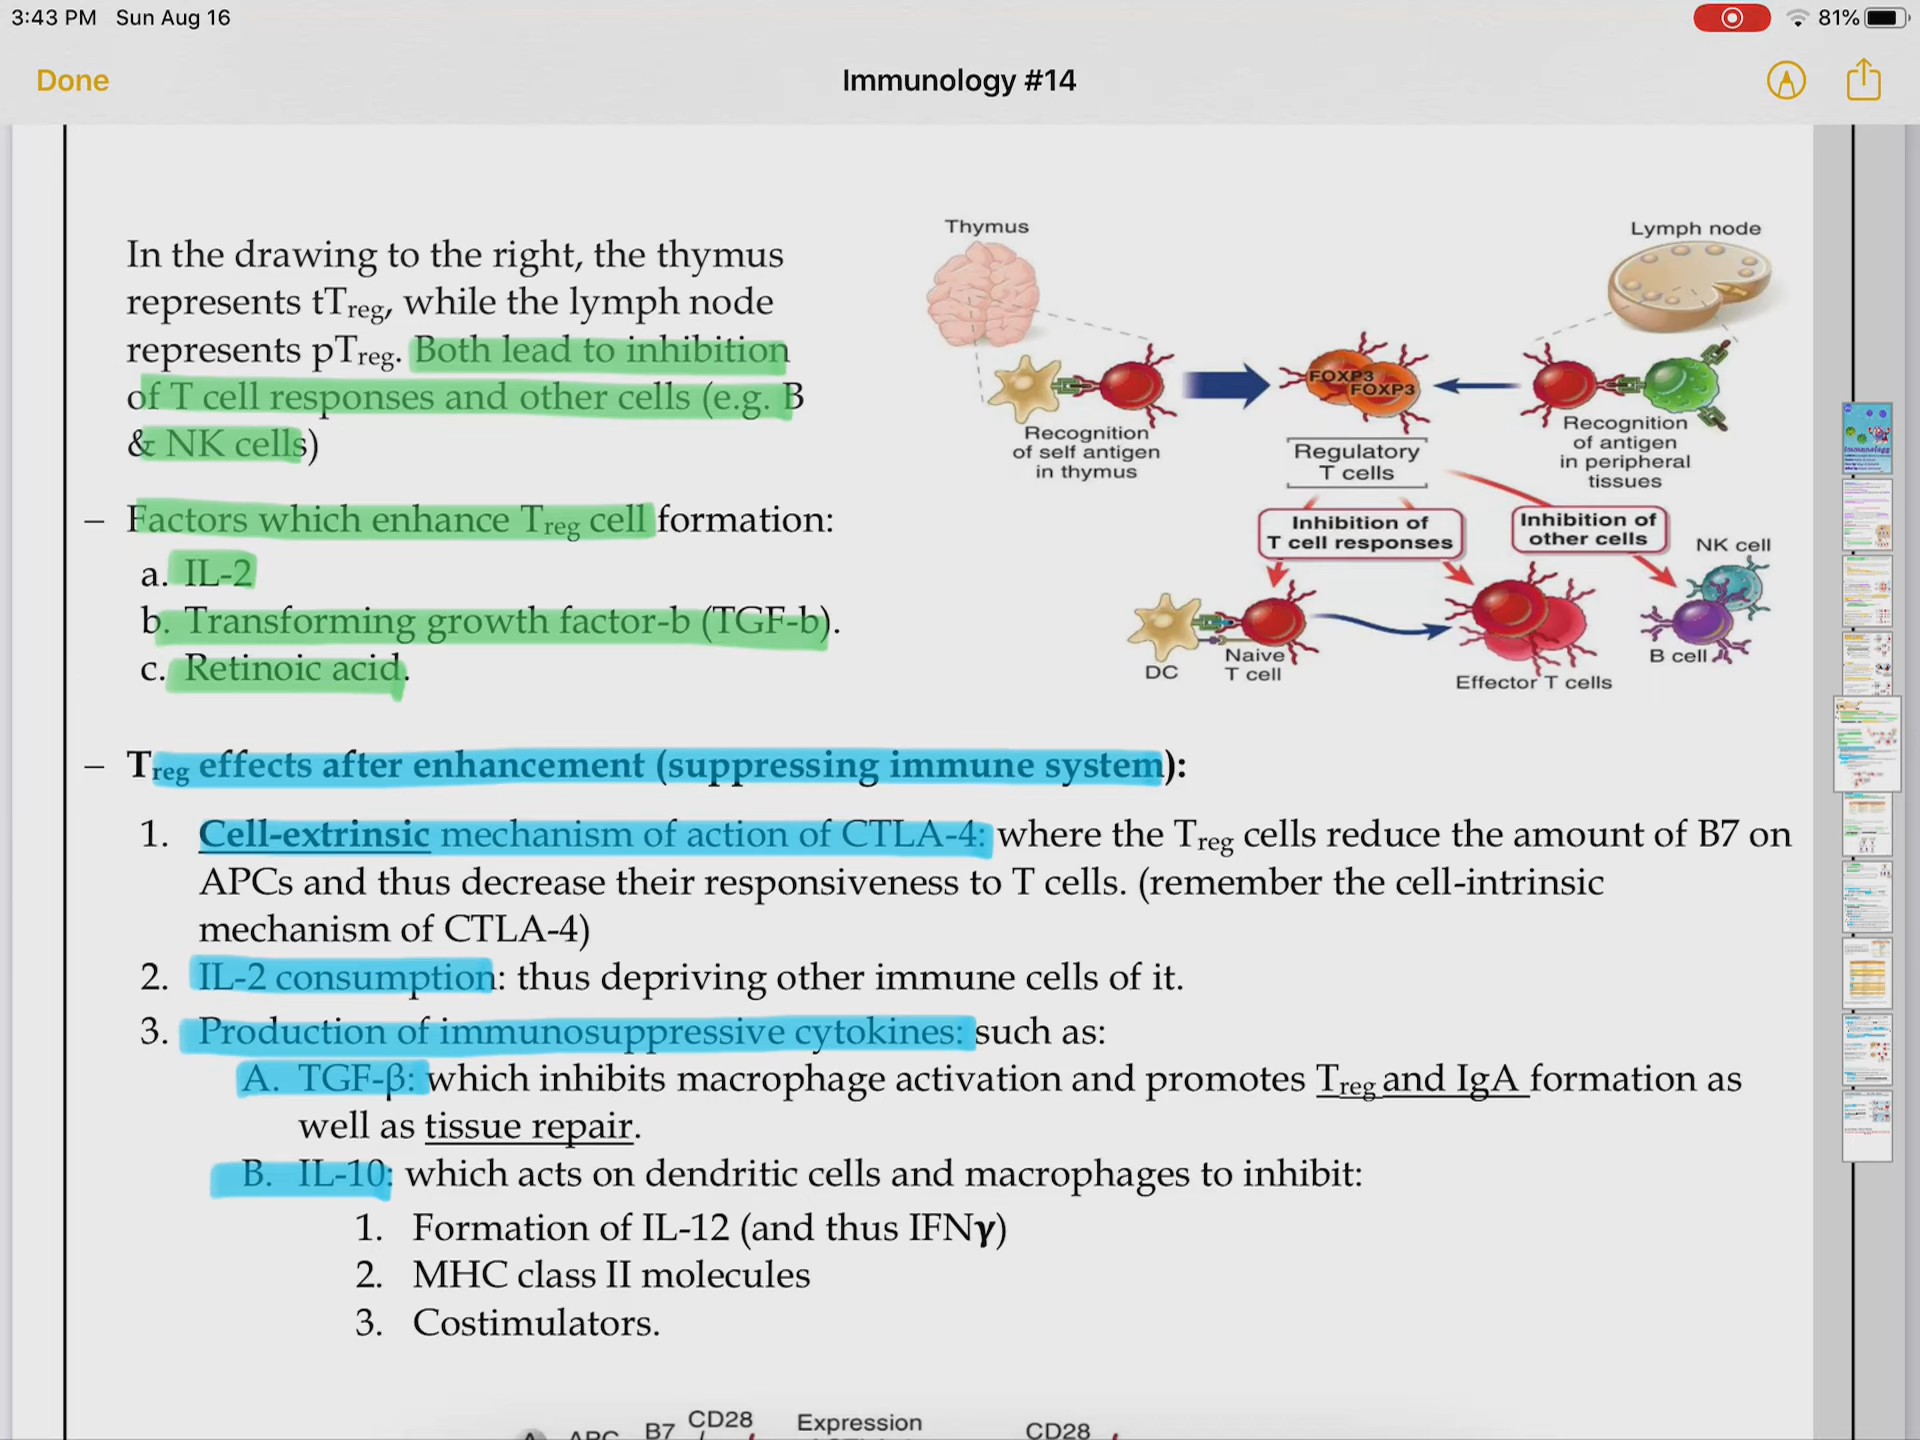 3:43 PM Sun Aug 16
81%
Done
Immunology #14
In the drawing to the right, the thymus
represents tTreg, while the lymph node
represents pTreg. Both lead to inhibition
of T cell responses and other cells (e.g. B
& NK cells)
– Factors which enhance Treg cell formation:
a. IL-2
b. Transforming growth factor-b (TGF-b).
c. Retinoic acid.
Thymus
Lymph node
FOXP3
FOXP3
Recognition
of self antigen
in thymus
Regulatory
T cells
Recognition
of antigen
in peripheral
tissues
Inhibition of
T cell responses
Inhibition of
other cells
NK cell
DC
Naive
T cell
Effector T cells
B cell
– Treg effects after enhancement (suppressing immune system):
1. Cell-extrinsic mechanism of action of CTLA-4: where the Treg cells reduce the amount of B7 on
APCs and thus decrease their responsiveness to T cells. (remember the cell-intrinsic
mechanism of CTLA-4)
2. IL-2 consumption: thus depriving other immune cells of it.
3. Production of immunosuppressive cytokines: such as:
A. TGF-β: which inhibits macrophage activation and promotes Treg and IgA formation as
well as tissue repair.
B. IL-10: which acts on dendritic cells and macrophages to inhibit:
1. Formation of IL-12 (and thus IFNγ)
2. MHC class II molecules
3. Costimulators.
B7 CD28 Expression CD28